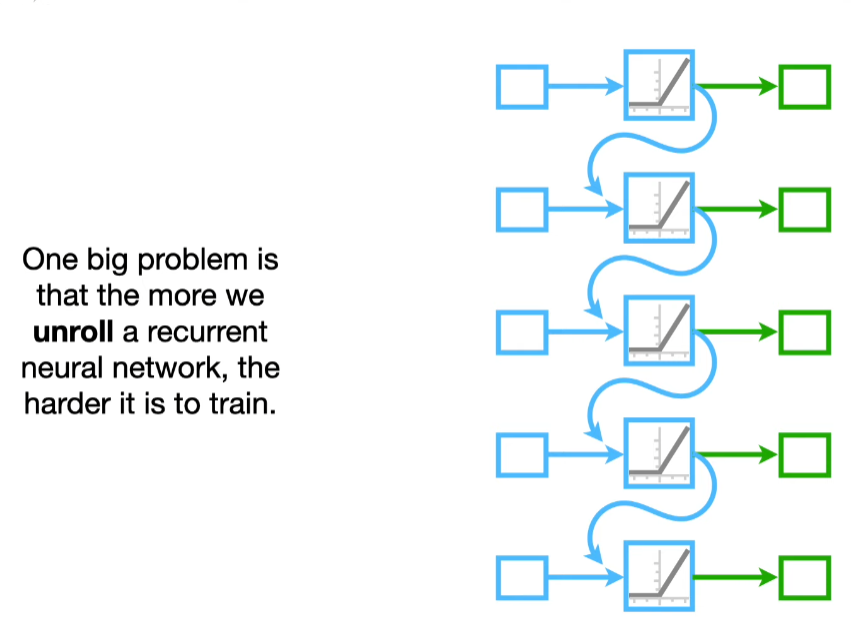 One big problem is
that the more we
unroll a recurrent
neural network, the
harder it is to train.